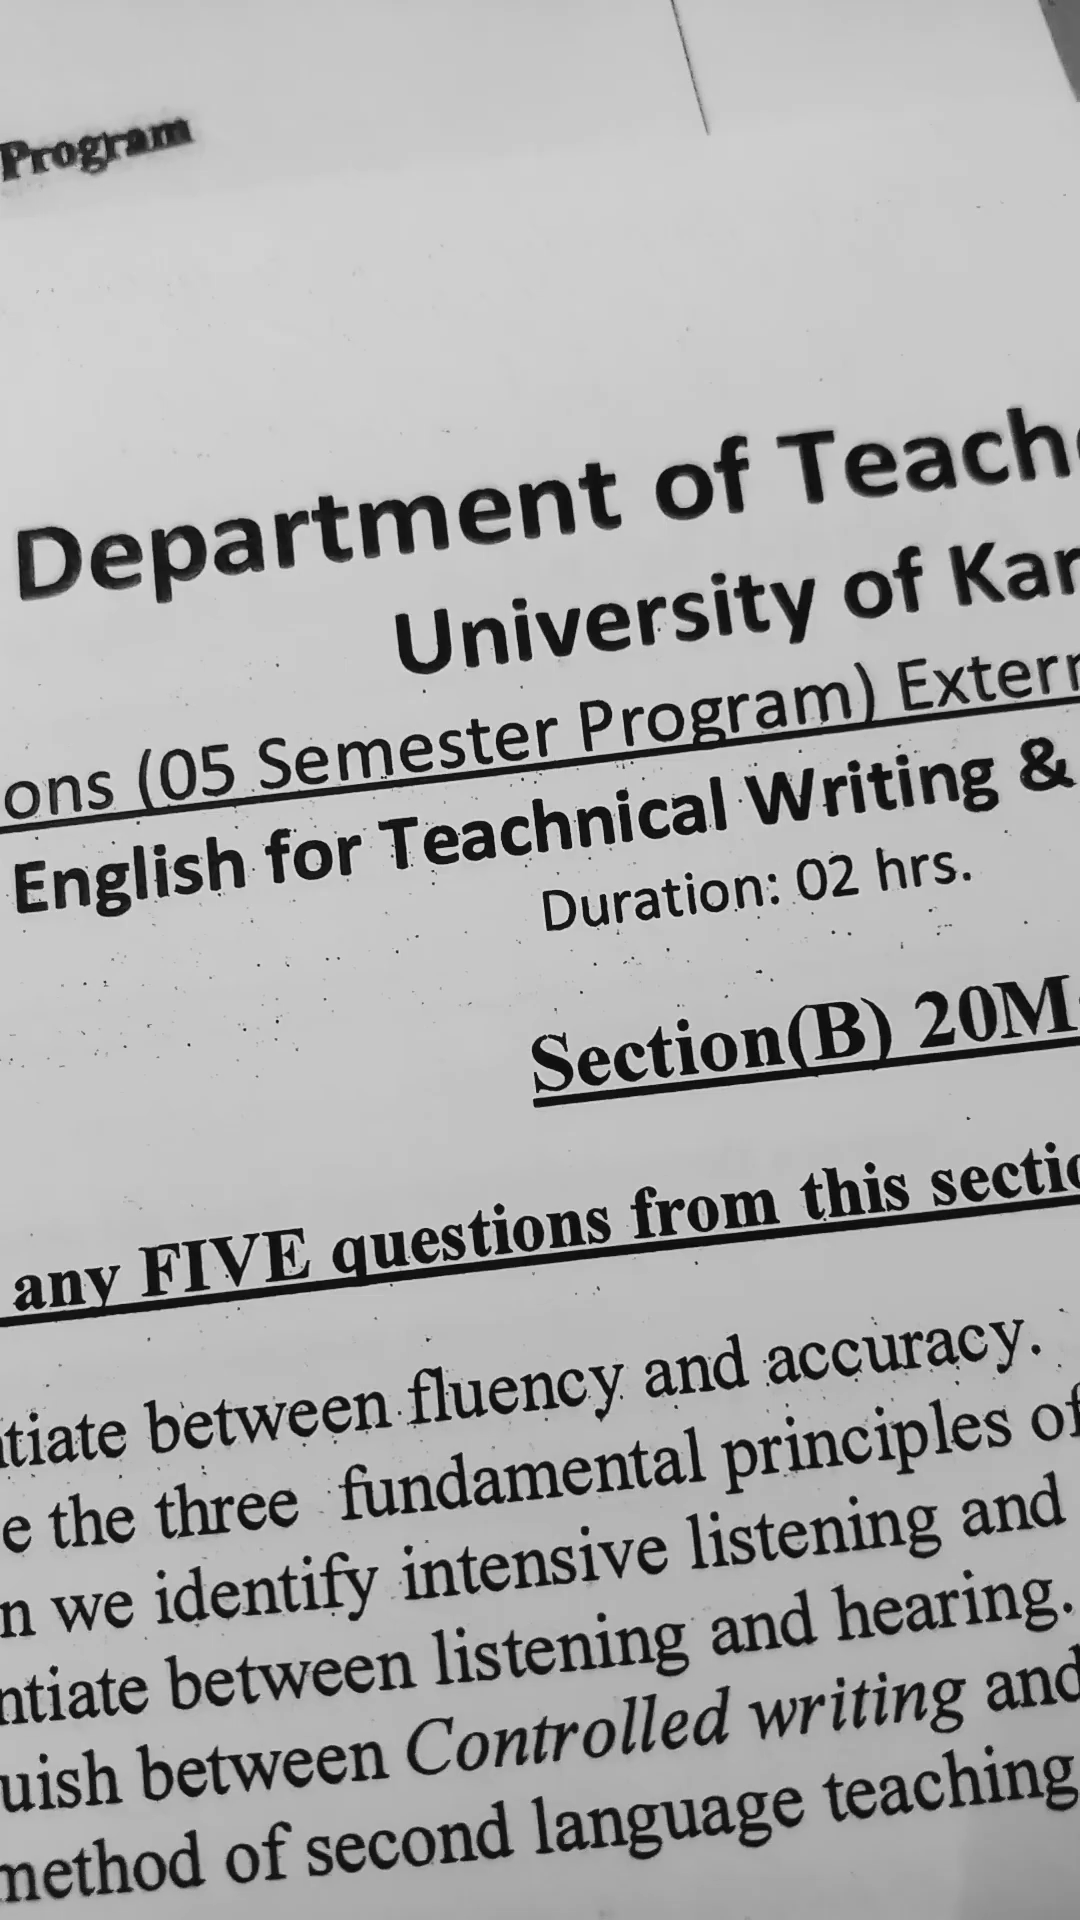 Program
Department of Teach
University of Kar
ons (05 Semester Program) Extern
English for Teachnical Writing &
Duration: 02 hrs.
Section(B) 20M
any FIVE questions from this sectio
tiate between fluency and accuracy.
e the three fundamental principles of
n we identify intensive listening and
ntiate between listening and hearing.
uish between Controlled writing and
method of second language teaching